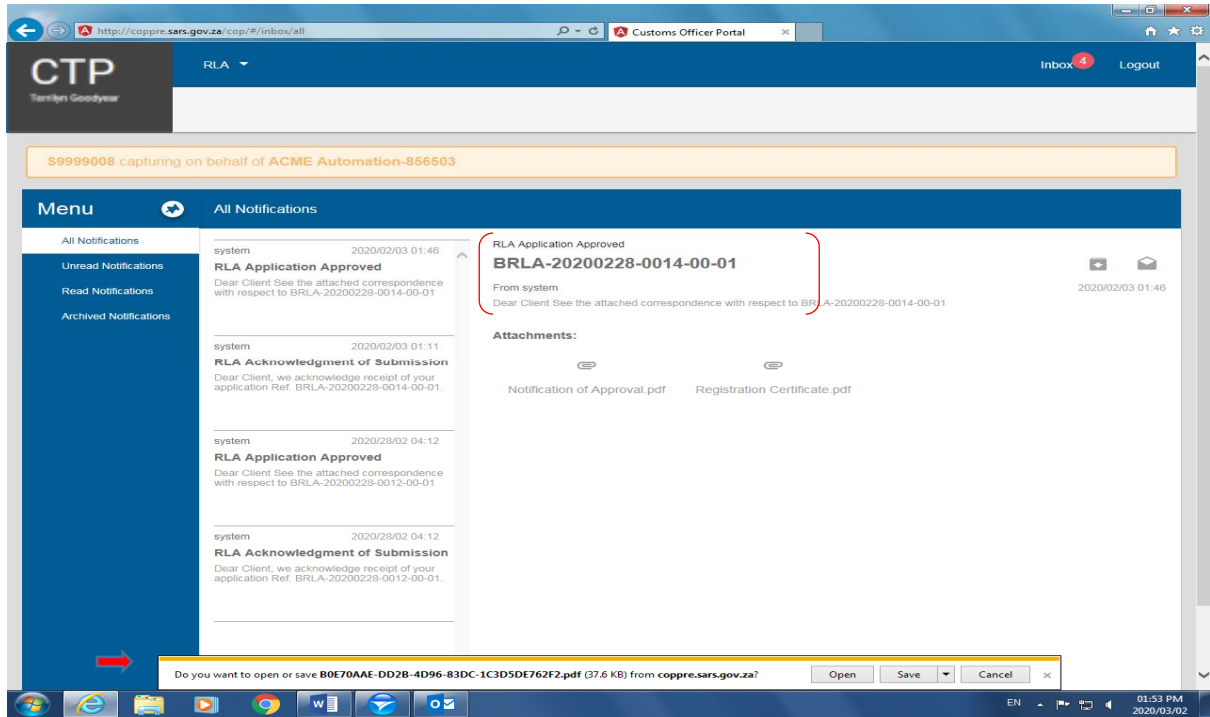 http://coppre.sars.gov.za/cop/#/inbox/all
Customs Officer Portal
CTP
Terrilyn Goodyear
RLA
Inbox 4
Logout
S9999008 capturing on behalf of ACME Automation-856503
Menu
All Notifications
Unread Notifications
Read Notifications
Archived Notifications
All Notifications
system 2020/02/03 01:46
RLA Application Approved
Dear Client See the attached correspondence
with respect to BRLA-20200228-0014-00-01
system 2020/02/03 01:11
RLA Acknowledgment of Submission
Dear Client, we acknowledge receipt of your
application Ref. BRLA-20200228-0014-00-01.
system 2020/28/02 04:12
RLA Application Approved
Dear Client See the attached correspondence
with respect to BRLA-20200228-0012-00-01
system 2020/28/02 04:12
RLA Acknowledgment of Submission
Dear Client, we acknowledge receipt of your
application Ref. BRLA-20200228-0012-00-01.
RLA Application Approved
BRLA-20200228-0014-00-01
From system 2020/02/03 01:46
Dear Client See the attached correspondence with respect to BRLA-20200228-0014-00-01
Attachments:
Notification of Approval.pdf Registration Certificate.pdf
Do you want to open or save B0E70AAE-DD2B-4D96-83DC-1C3D5DE762F2.pdf (37.6 KB) from coppre.sars.gov.za?
Open Save Cancel
EN
01:53 PM
2020/03/02